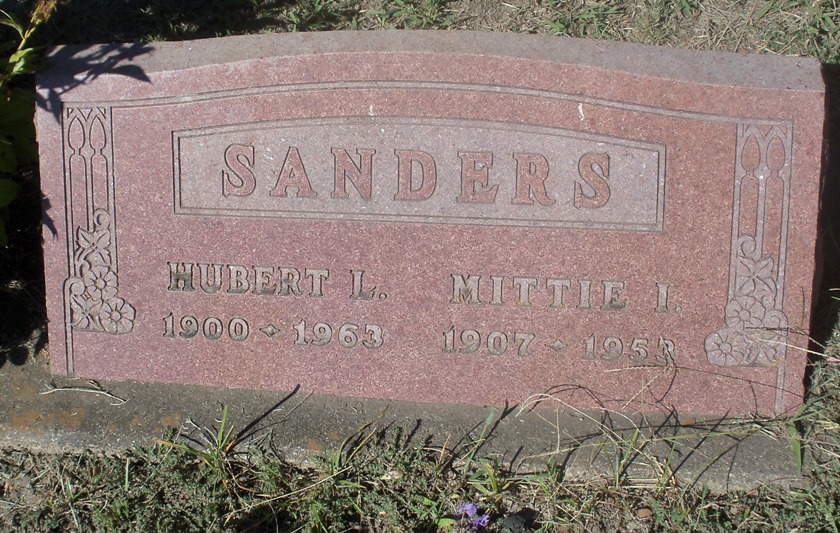 SANDERS
HUBERT L. MITTIE I.
1900 ⬥ 1963 1907 ⬥ 1953